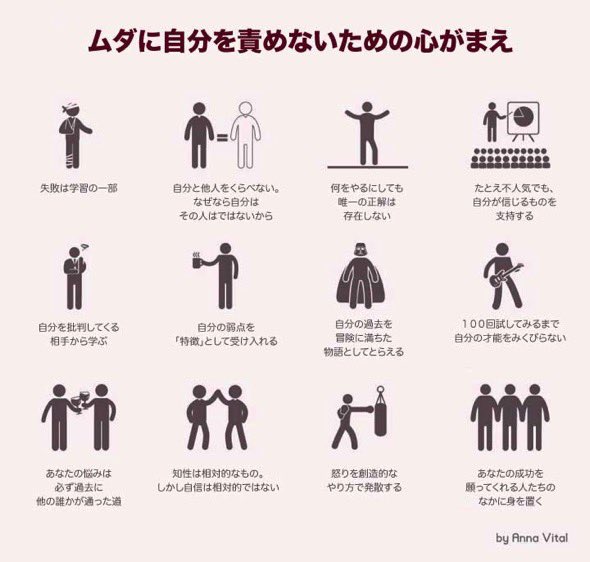 ムダに自分を責めないための心がまえ
失敗は学習の一部
自分と他人をくらべない。
なぜなら自分は
その人はではないから
何をやるにしても
唯一の正解は
存在しない
たとえ不人気でも、
自分が信じるものを
支持する
自分を批判してくる
相手から学ぶ
自分の弱点を
「特徴」として受け入れる
自分の過去を
冒険に満ちた
物語としてとらえる
100回試してみるまで
自分の才能をみくびらない
あなたの悩みは
必ず過去に
他の誰かが通った道
知性は相対的なもの。
しかし自信は相対的ではない
怒りを創造的な
やり方で発散する
あなたの成功を
願ってくれる人たちの
なかに身を置く
by Anna Vital